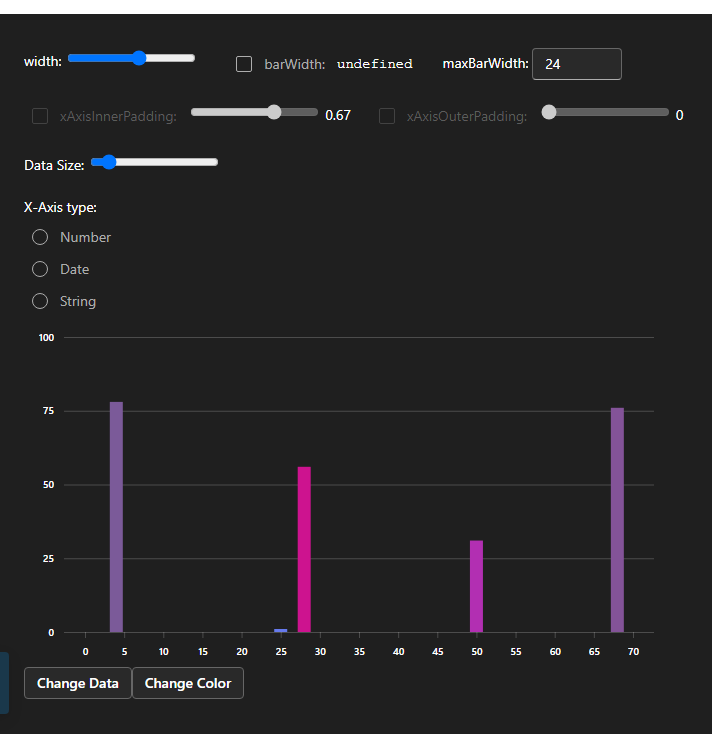 width: barWidth: undefined maxBarWidth: 24
xAxisInnerPadding: 0.67 xAxisOuterPadding: 0
Data Size:
X-Axis type:
Number
Date
String
100
75
50
25
0
0 5 10 15 20 25 30 35 40 45 50 55 60 65 70
Change Data Change Color